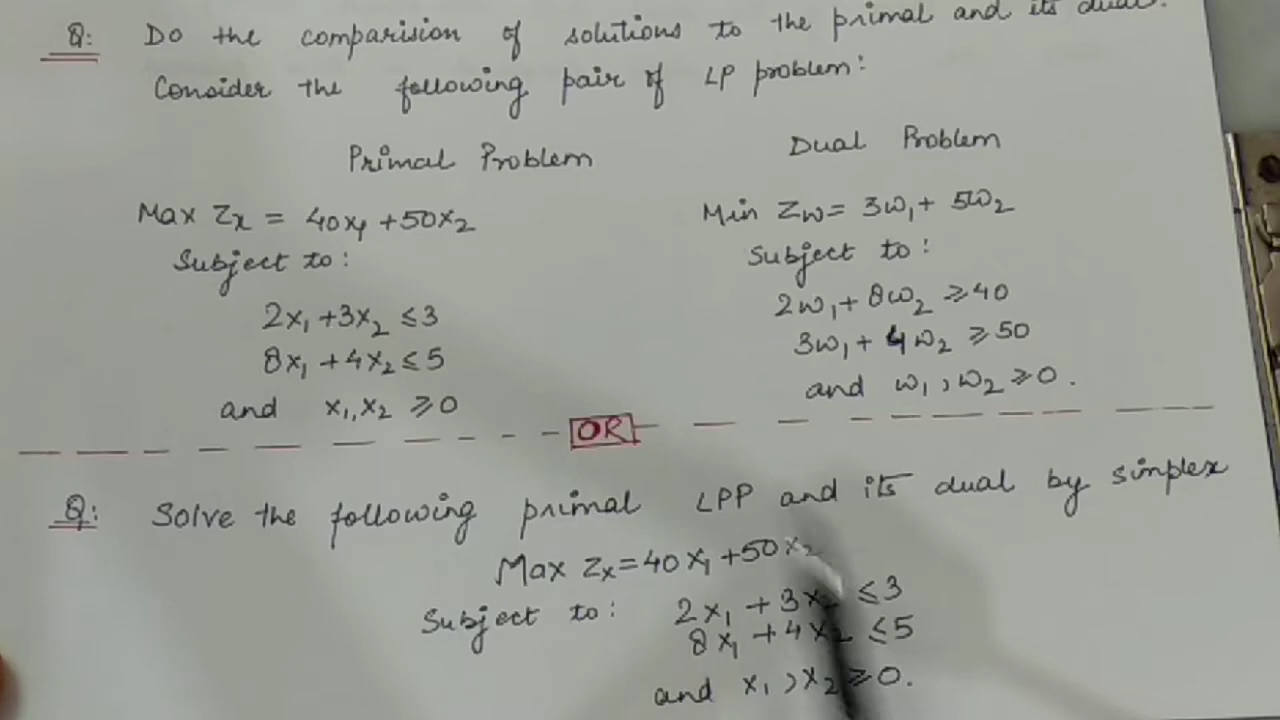 Q: Do the comparision of solutions to the primal and its dual.
Consider the following pair of LP problem:
Primal Problem
Max Zx = 40x1 + 50x2
Subject to:
2x1 + 3x2 ≤ 3
8x1 + 4x2 ≤ 5
and x1, x2 ≥ 0
Dual Problem
Min Zw = 3w1 + 5w2
Subject to:
2w1 + 8w2 ≥ 40
3w1 + 4w2 ≥ 50
and w1, w2 ≥ 0.
OR
Q: Solve the following primal LPP and its dual by simplex
Max Zx = 40x1 + 50x2
Subject to: 2x1 + 3x2 ≤ 3
8x1 + 4x2 ≤ 5
and x1, x2 ≥ 0.